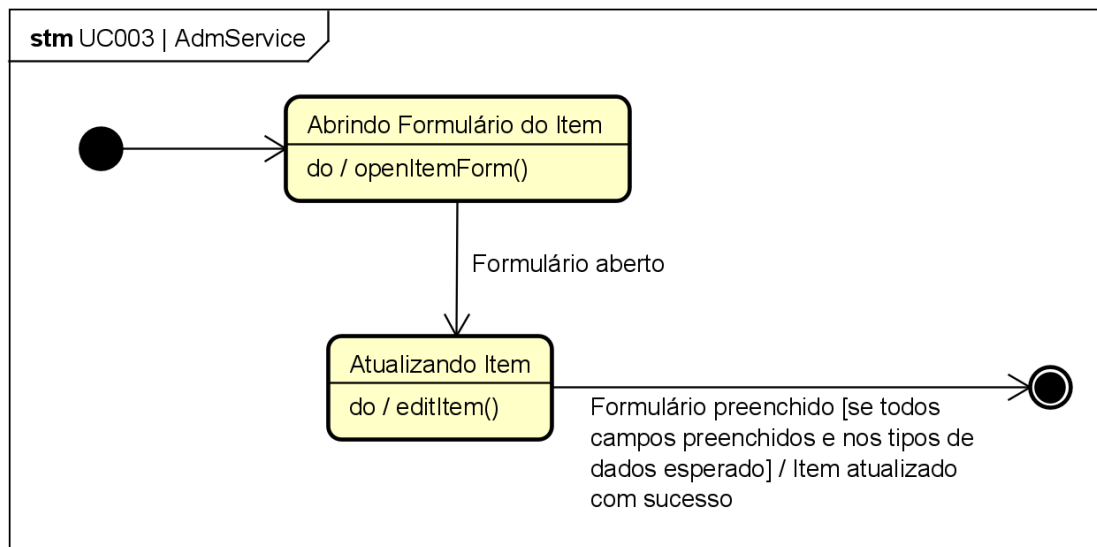 stm UC003 | AdmService
Abrindo Formulário do Item
do / openItemForm()
Formulário aberto
Atualizando Item
do / editItem()
Formulário preenchido [se todos
campos preenchidos e nos tipos de
dados esperado] / Item atualizado
com sucesso